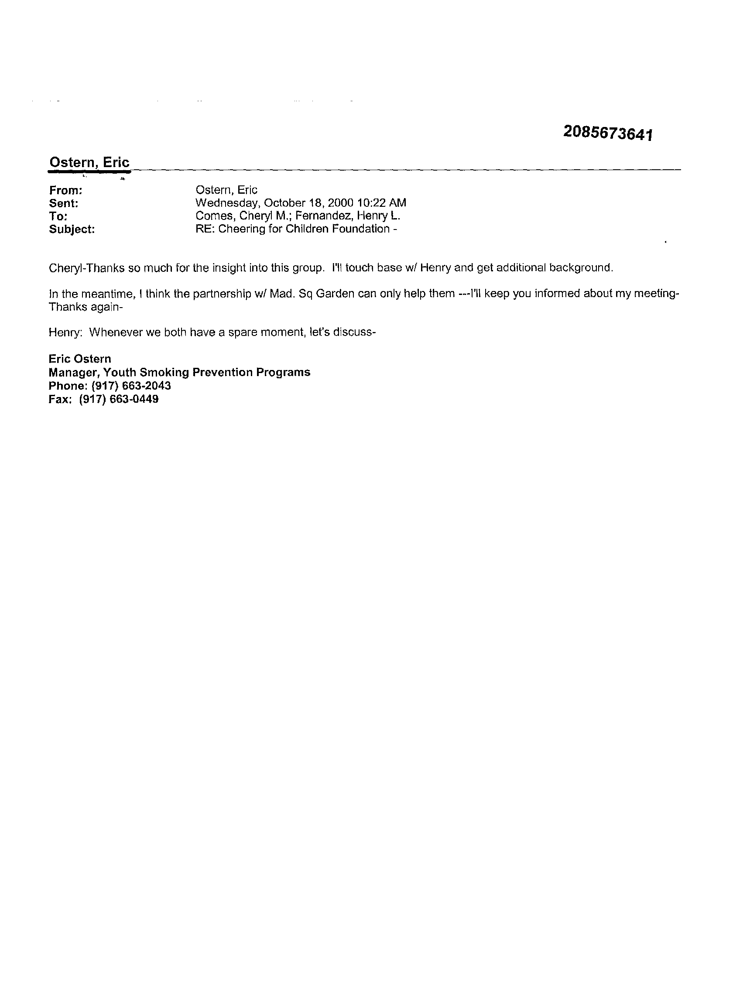 2085673641
Ostern, Eric
From: Ostern, Eric
Sent: Wednesday, October 18, 2000 10:22 AM
To: Comes, Cheryl M.; Fernandez, Henry L.
Subject: RE: Cheering for Children Foundation -
Cheryl-Thanks so much for the insight into this group. I'll touch base w/ Henry and get additional background.
In the meantime, I think the partnership w/ Mad. Sq Garden can only help them ---I'll keep you informed about my meeting-
Thanks again-
Henry: Whenever we both have a spare moment, let's discuss-
Eric Ostern
Manager, Youth Smoking Prevention Programs
Phone: (917) 663-2043
Fax: (917) 663-0449